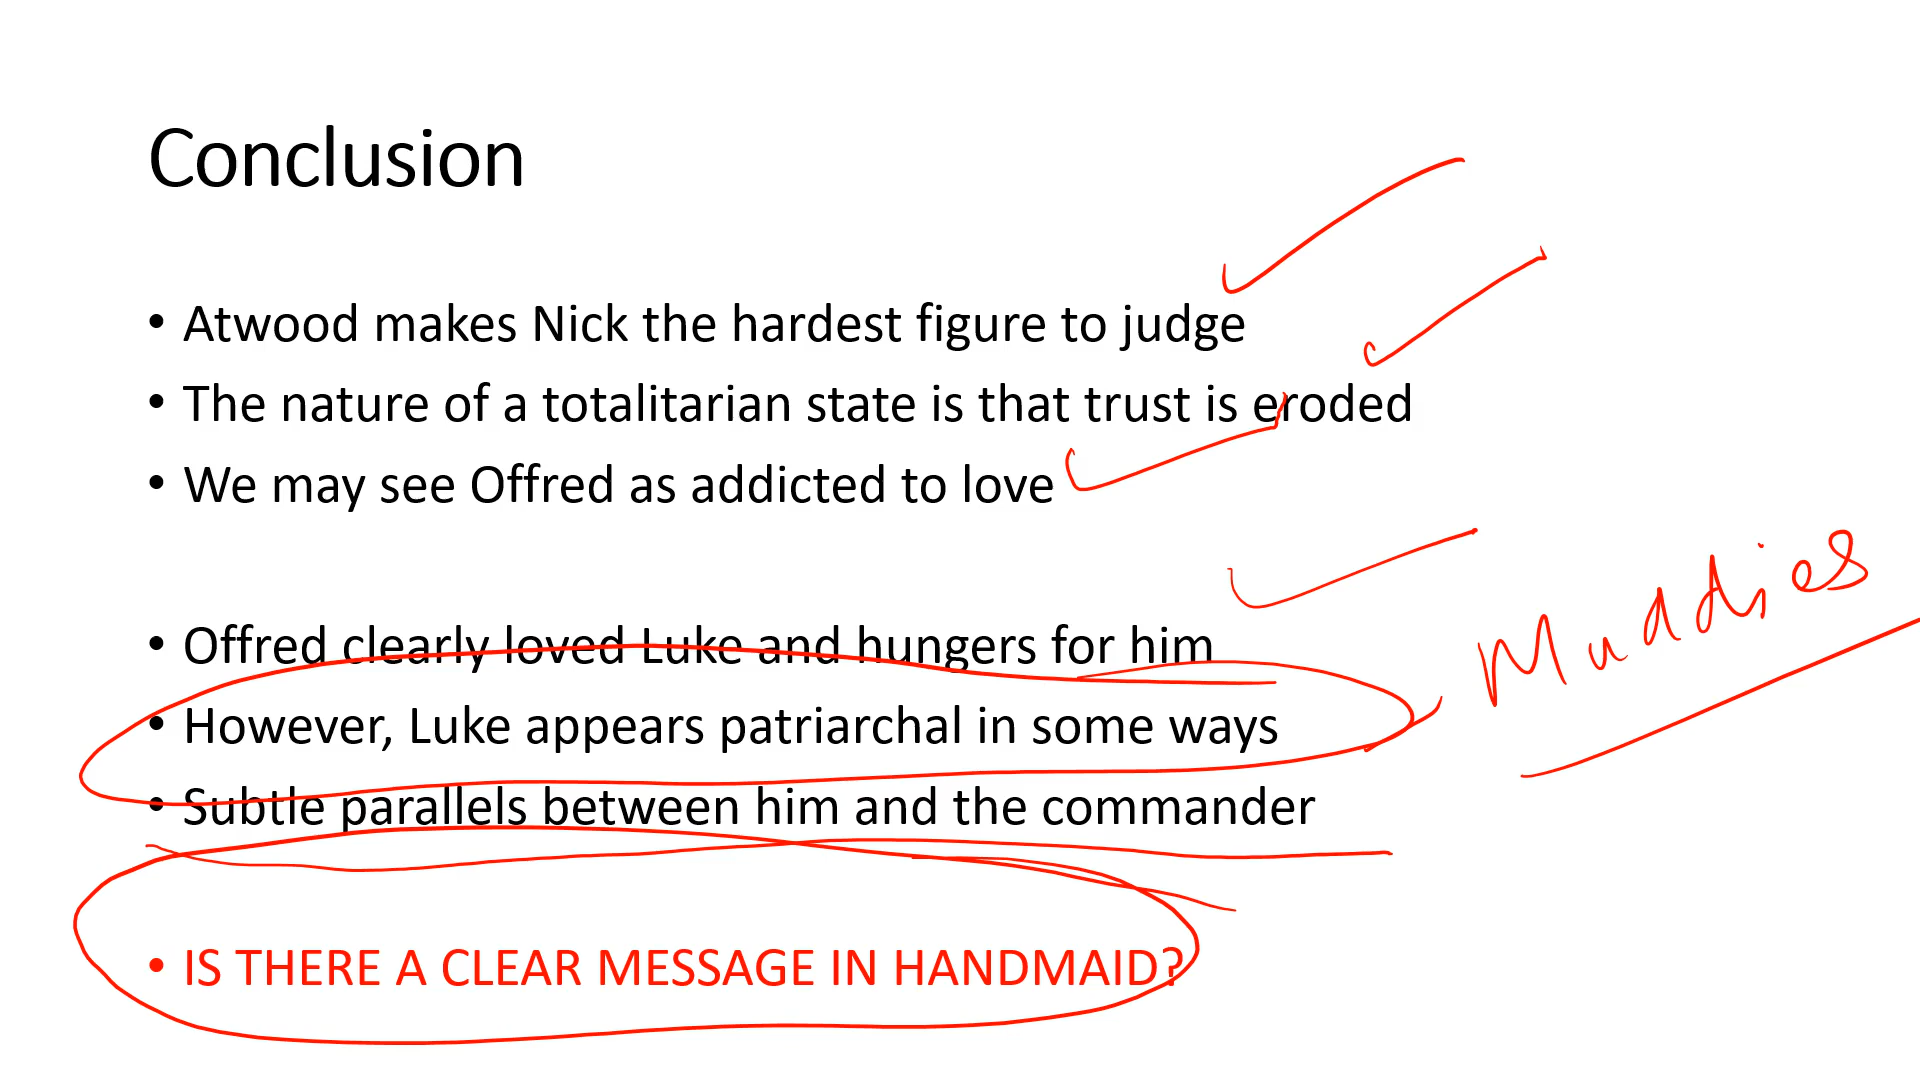 Conclusion
• Atwood makes Nick the hardest figure to judge
• The nature of a totalitarian state is that trust is eroded
• We may see Offred as addicted to love
• Offred clearly loved Luke and hungers for him
• However, Luke appears patriarchal in some ways
Muddies
• Subtle parallels between him and the commander
• IS THERE A CLEAR MESSAGE IN HANDMAID?